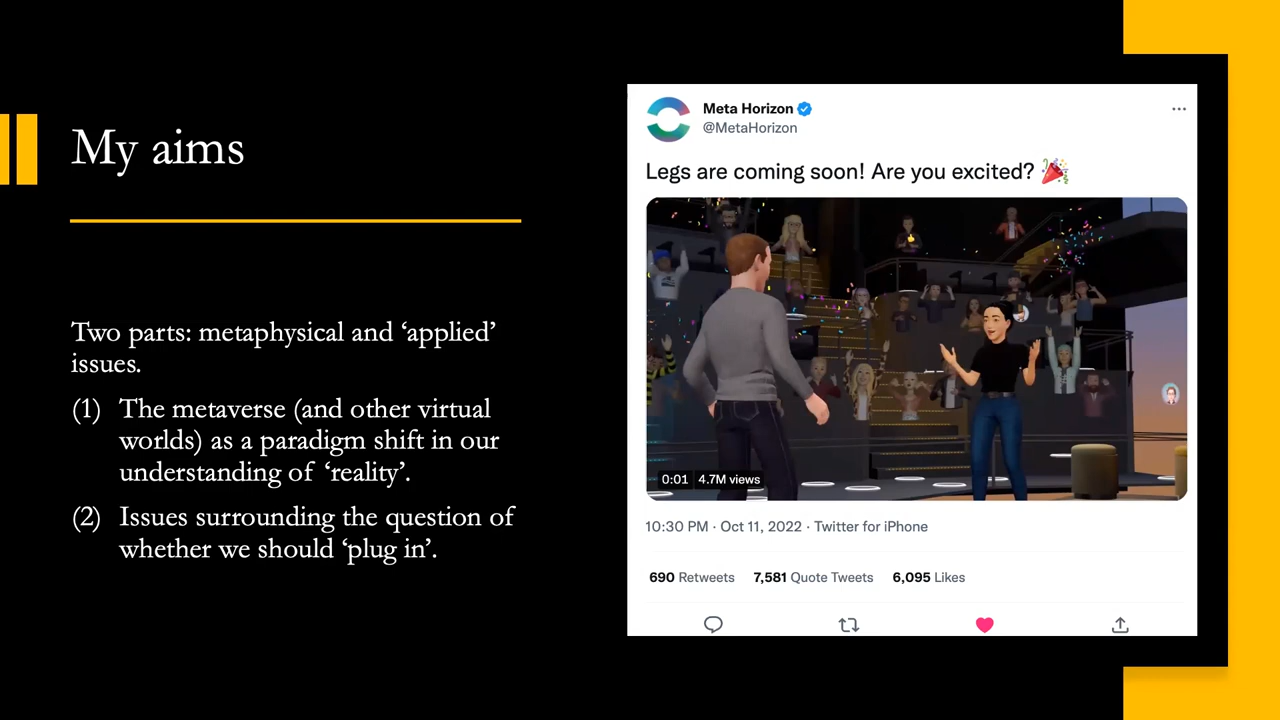 My aims
Two parts: metaphysical and ‘applied’
issues.
(1) The metaverse (and other virtual
worlds) as a paradigm shift in our
understanding of ‘reality’.
(2) Issues surrounding the question of
whether we should ‘plug in’.
Meta Horizon
@MetaHorizon
Legs are coming soon! Are you excited? 🎉
0:01 4.7M views
10:30 PM · Oct 11, 2022 · Twitter for iPhone
690 Retweets 7,581 Quote Tweets 6,095 Likes